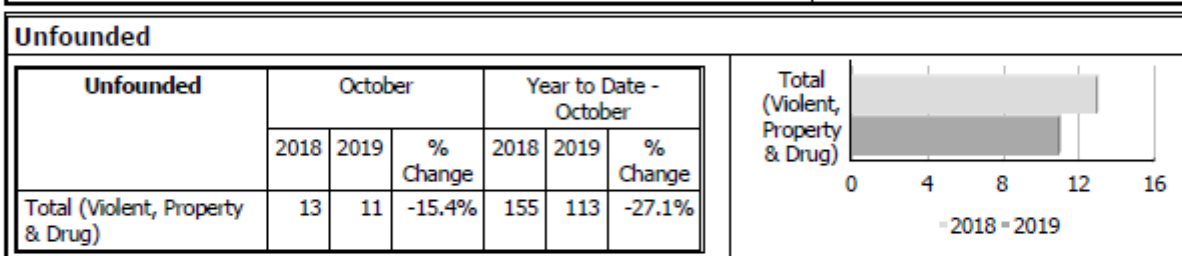 Unfounded
Unfounded October Year to Date -
October
2018 2019 % Change 2018 2019 % Change
Total (Violent, Property
& Drug) 13 11 -15.4% 155 113 -27.1%
Total
(Violent,
Property
& Drug)
0 4 8 12 16
2018 2019